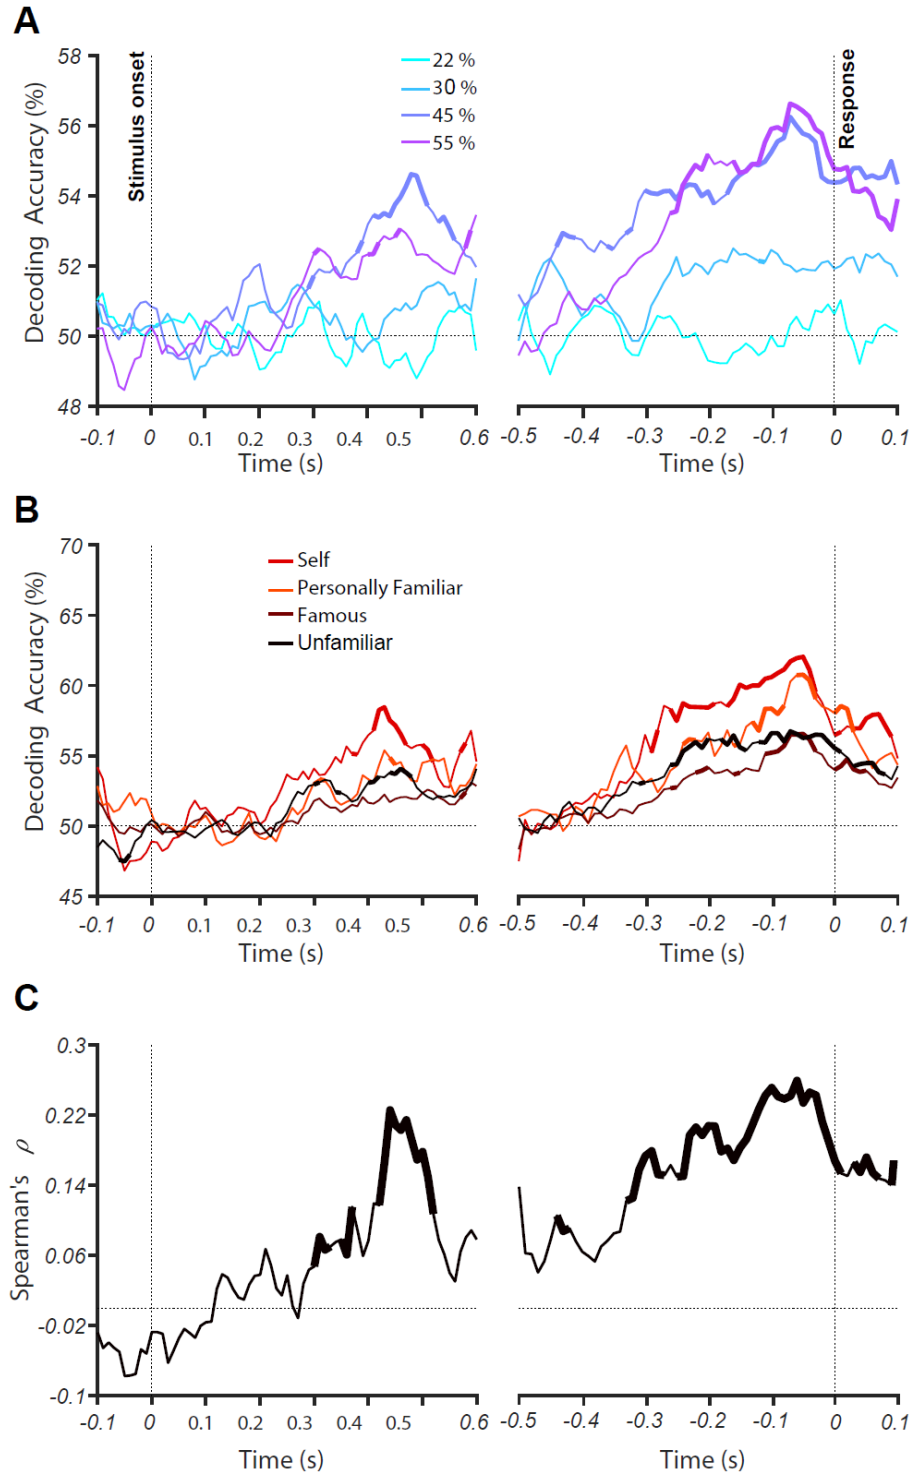 A
Decoding Accuracy (%)
58
56
54
52
50
48
Stimulus onset
22 %
30 %
45 %
55 %
Response
-0.1 0 0.1 0.2 0.3 0.4 0.5 0.6
Time (s)
-0.5 -0.4 -0.3 -0.2 -0.1 0 0.1
Time (s)
B
Decoding Accuracy (%)
70
65
60
55
50
45
Self
Personally Familiar
Famous
Unfamiliar
-0.1 0 0.1 0.2 0.3 0.4 0.5 0.6
Time (s)
-0.5 -0.4 -0.3 -0.2 -0.1 0 0.1
Time (s)
C
Spearman's ρ
0.3
0.22
0.14
0.06
-0.02
-0.1
-0.1 0 0.1 0.2 0.3 0.4 0.5 0.6
Time (s)
-0.5 -0.4 -0.3 -0.2 -0.1 0 0.1
Time (s)